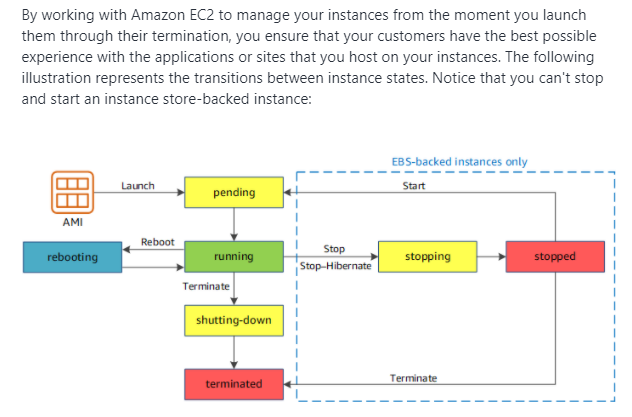 By working with Amazon EC2 to manage your instances from the moment you launch
them through their termination, you ensure that your customers have the best possible
experience with the applications or sites that you host on your instances. The following
illustration represents the transitions between instance states. Notice that you can't stop
and start an instance store-backed instance:
EBS-backed instances only
Launch
pending
Start
AMI
rebooting
Reboot
running
Stop
Stop-Hibernate
stopping
stopped
Terminate
shutting-down
terminated
Terminate